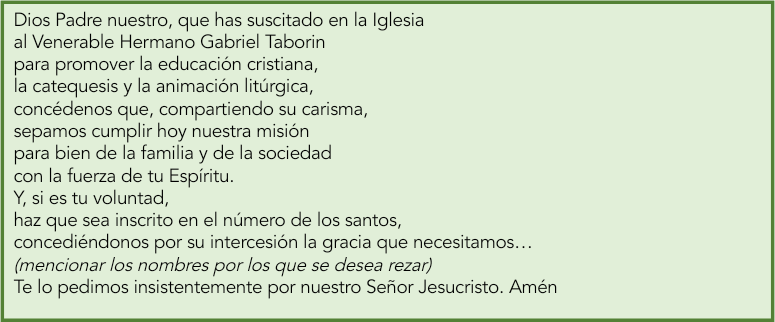 Dios Padre nuestro, que has suscitado en la Iglesia
al Venerable Hermano Gabriel Taborin
para promover la educación cristiana,
la catequesis y la animación litúrgica,
concédenos que, compartiendo su carisma,
sepamos cumplir hoy nuestra misión
para bien de la familia y de la sociedad
con la fuerza de tu Espíritu.
Y, si es tu voluntad,
haz que sea inscrito en el número de los santos,
concediéndonos por su intercesión la gracia que necesitamos…
(mencionar los nombres por los que se desea rezar)
Te lo pedimos insistentemente por nuestro Señor Jesucristo. Amén